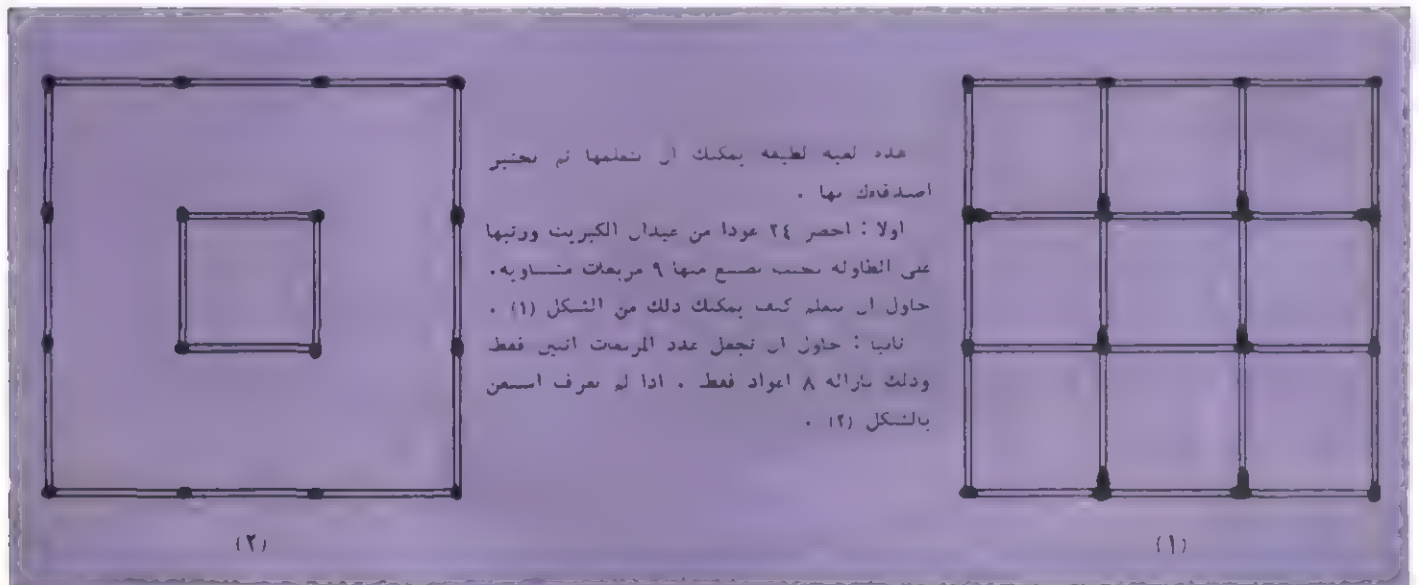 هذه لعبة لطيفة يمكنك ان تتعلمها ثم تختبر
اصدقاءك بها .
اولا : احضر ٢٤ عودا من عيدان الكبريت ورتبها
على الطاولة بحيث تصنع منها ٩ مربعات متساوية.
حاول ان تتعلم كيف يمكنك ذلك من الشكل (١) .
ثانيا : حاول ان تجعل عدد المربعات اثنين فقط
وذلك بازالة ٨ اعواد فقط . اذا لم تعرف استعن
بالشكل (٢) .
(١)
(٢)